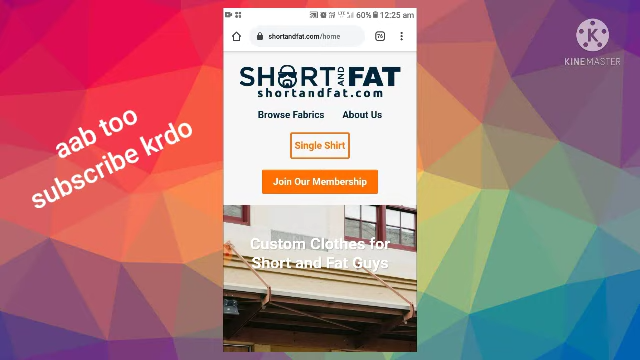 60% 12:25 am
shortandfat.com/home
SHORT AND FAT
shortandfat.com
Browse Fabrics About Us
Single Shirt
Join Our Membership
Custom Clothes for
Short and Fat Guys
aab too
subscribe krdo
K
KINEMASTER